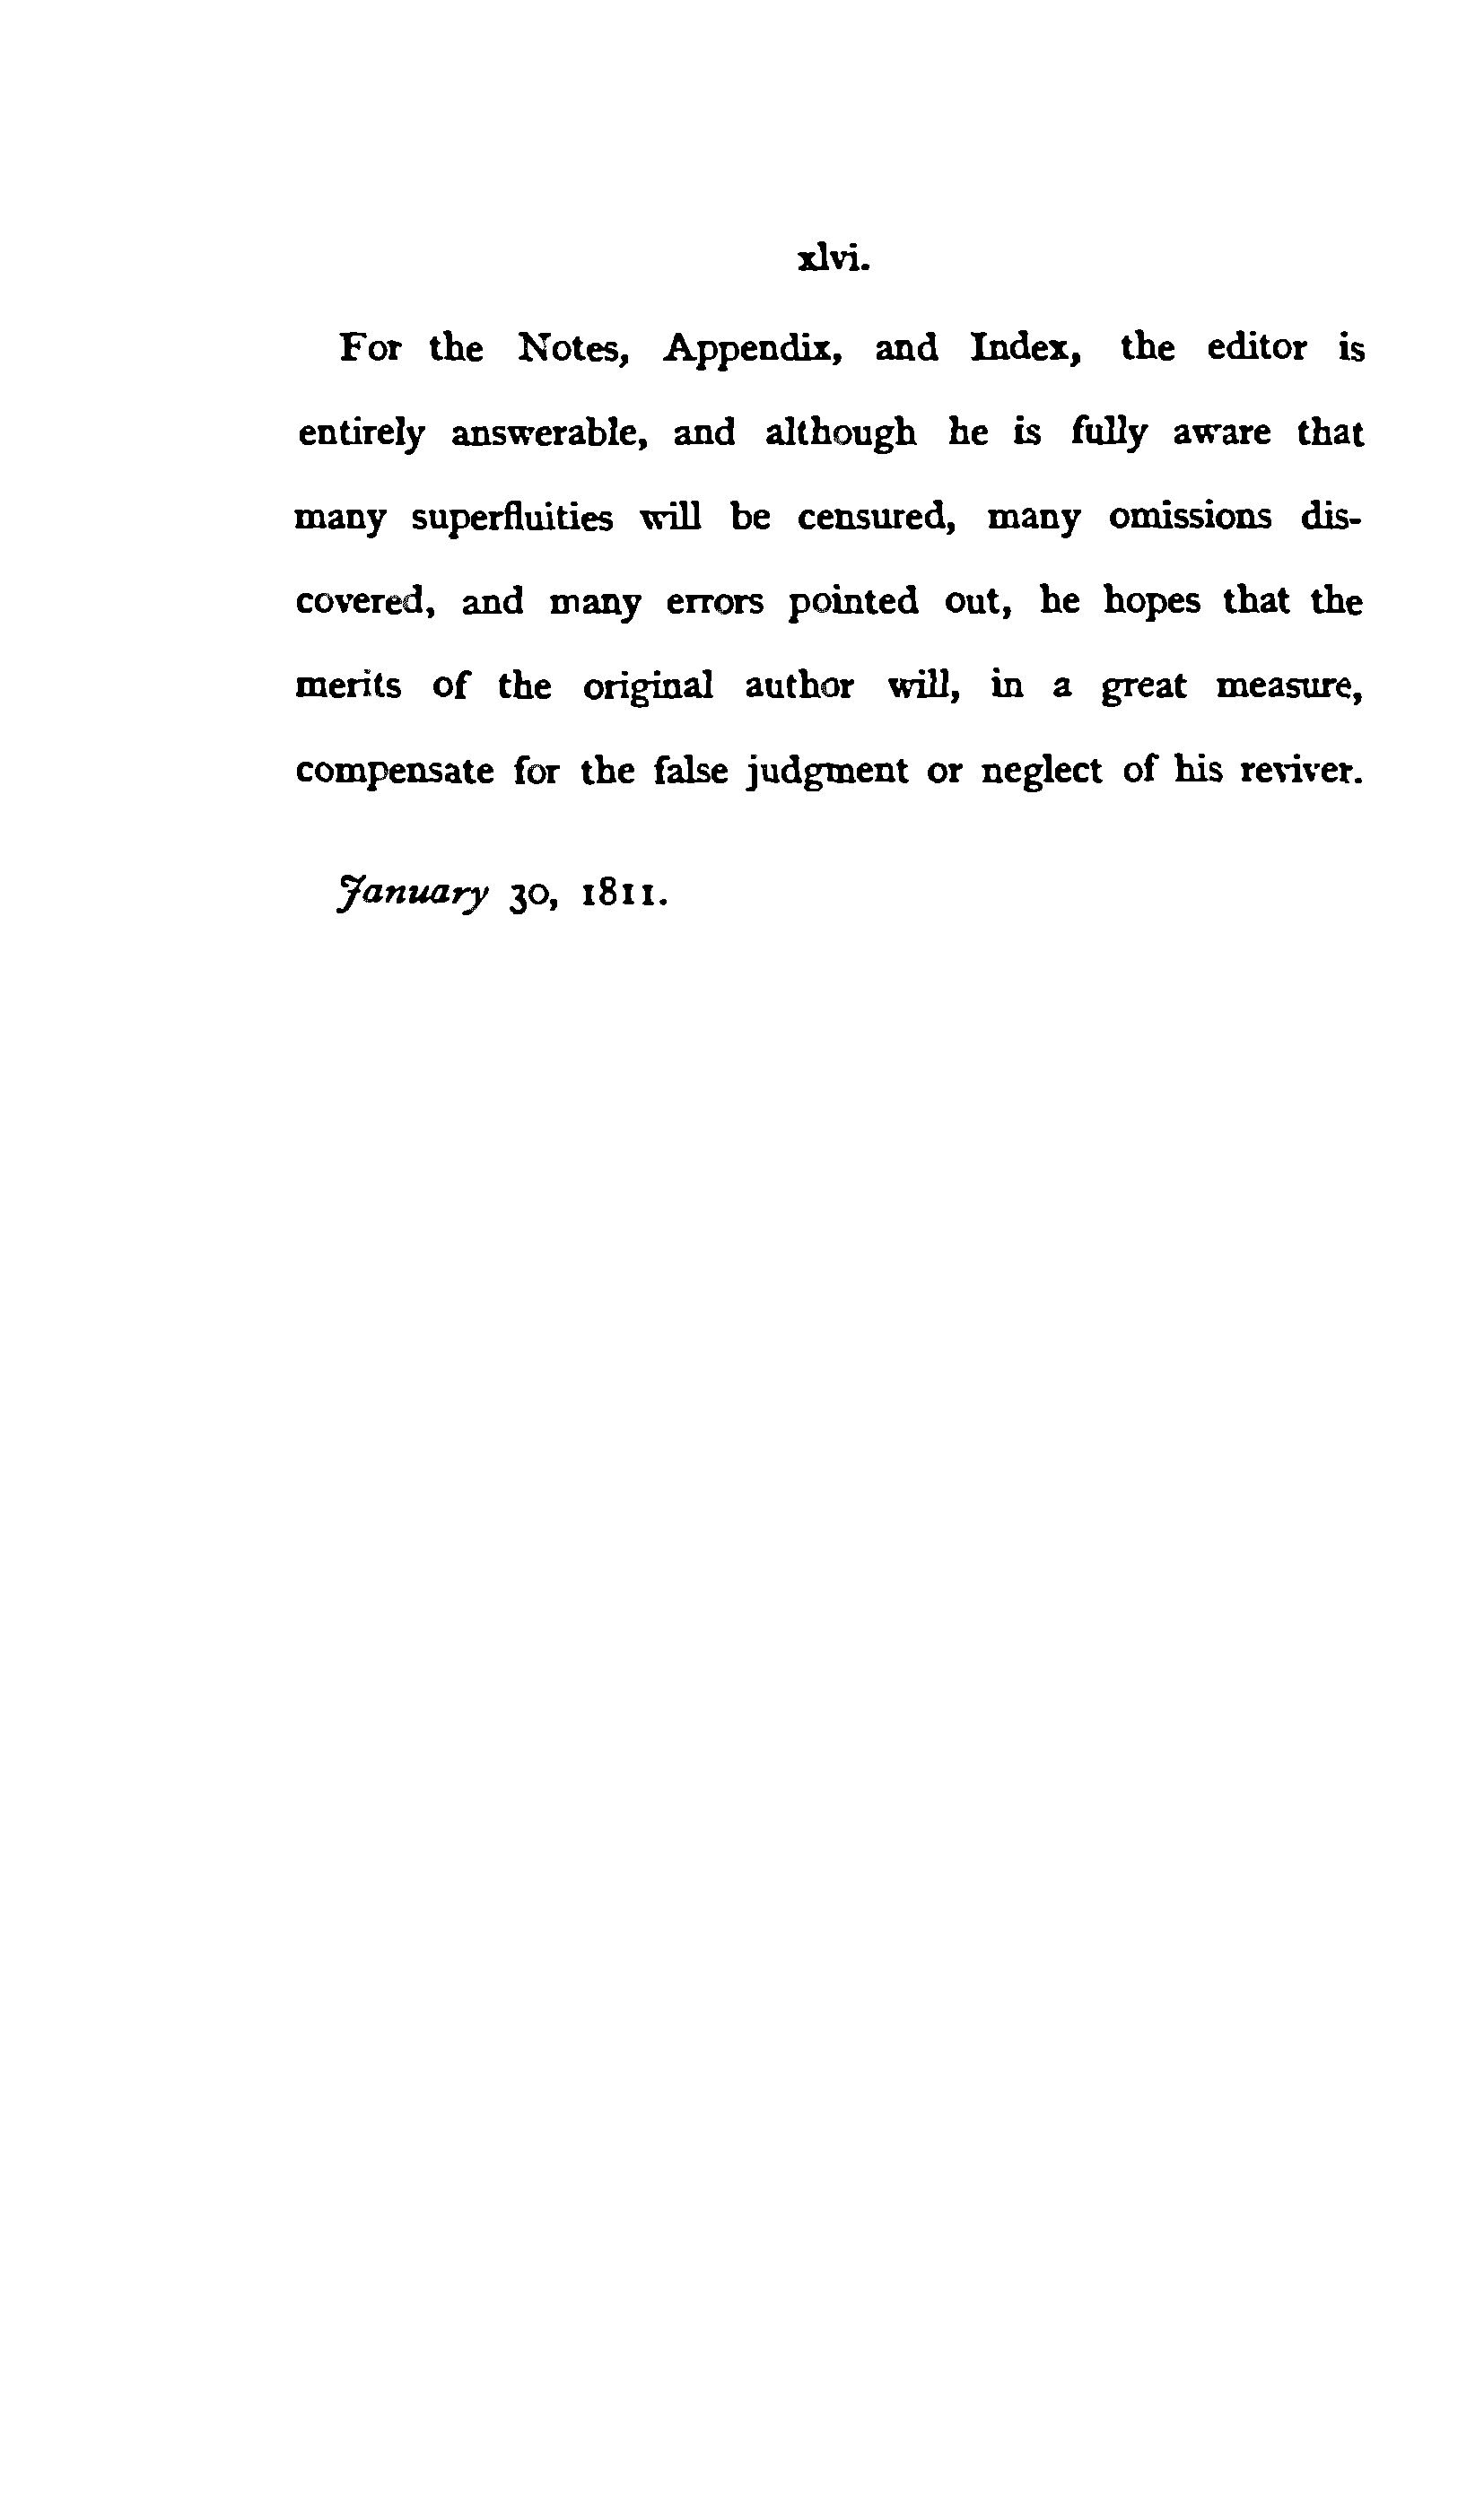 xlvi.
For the Notes, Appendix, and Index, the editor is
entirely answerable, and although he is fully aware that
many superfluities will be censured, many omissions dis-
covered, and many errors pointed out, he hopes that the
merits of the original author will, in a great measure,
compensate for the false judgment or neglect of his reviver.
January 30, 1811.